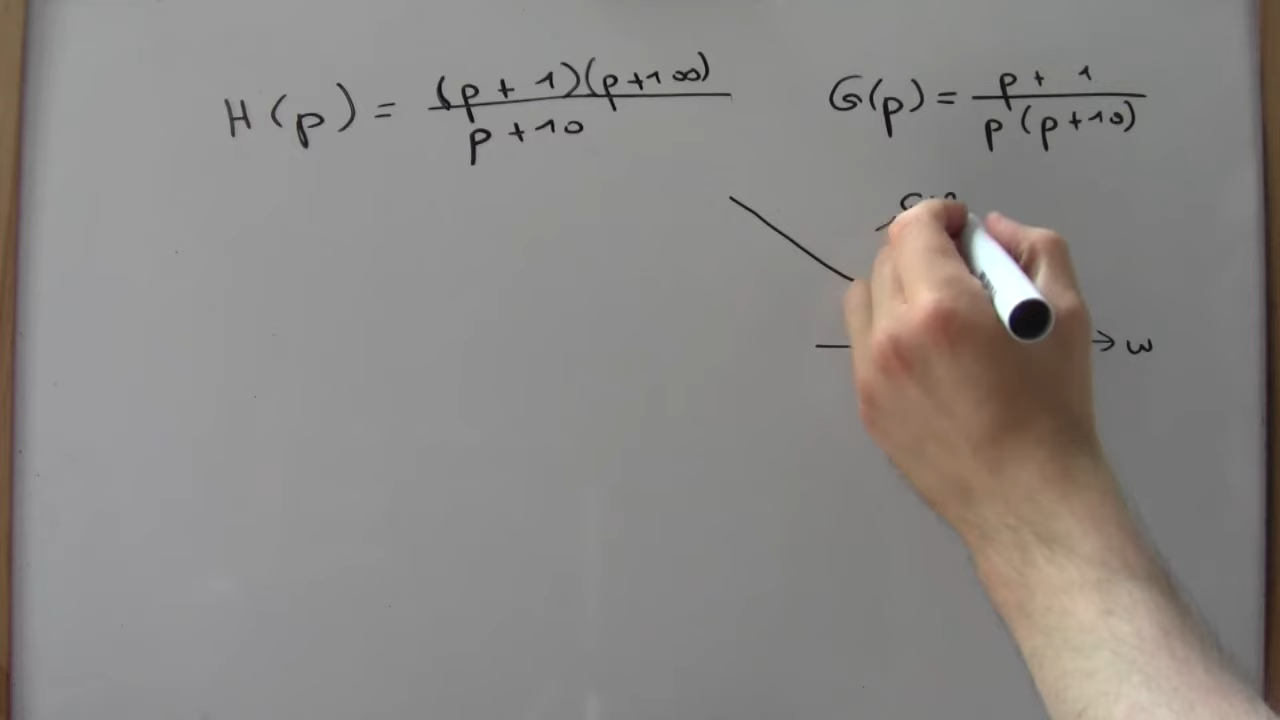 H(p) = (p + 1)(p+100) / p +10
G(p) = p + 1 / p (p+10)
→ w